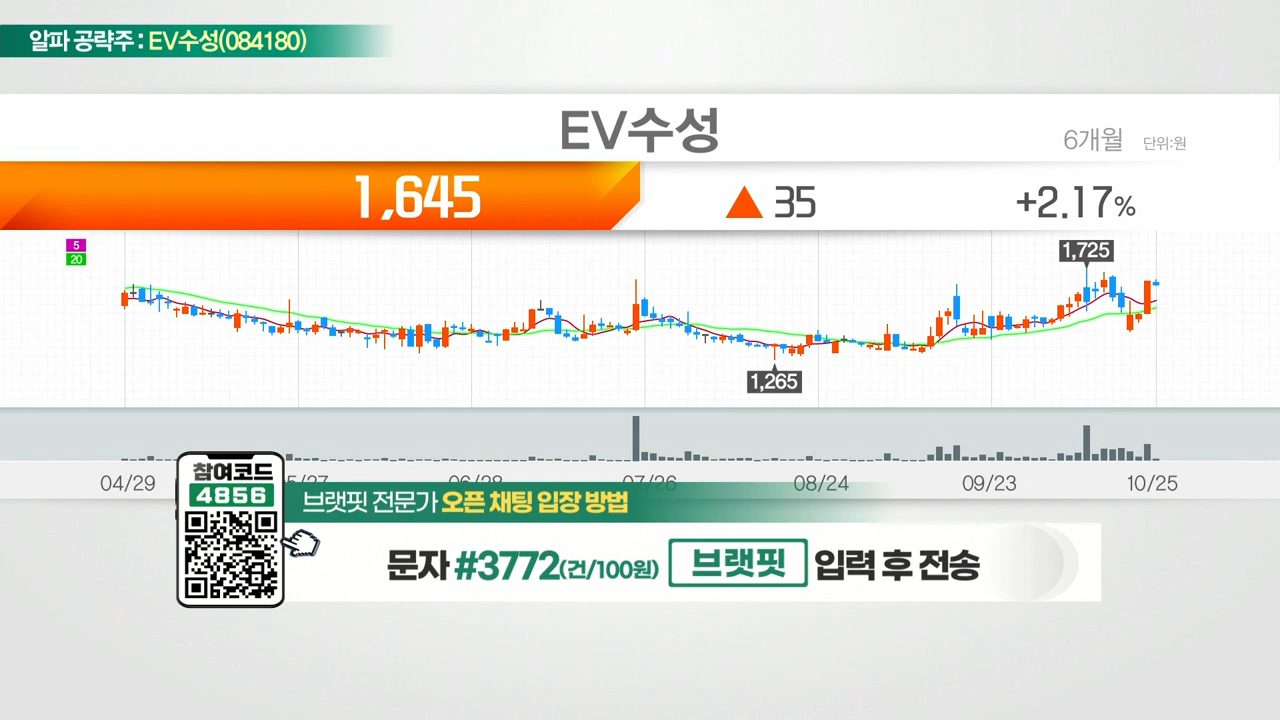 알파 공략주 : EV수성(084180)
EV수성
6개월 단위:원
1,645 ▲ 35 +2.17%
5
20
1,725
1,265
04/29 5/27 06/28 07/26 08/24 09/23 10/25
참여코드
4856
브랫핏 전문가 오픈 채팅 입장 방법
문자 #3772(건/100원) 브랫핏 입력 후 전송